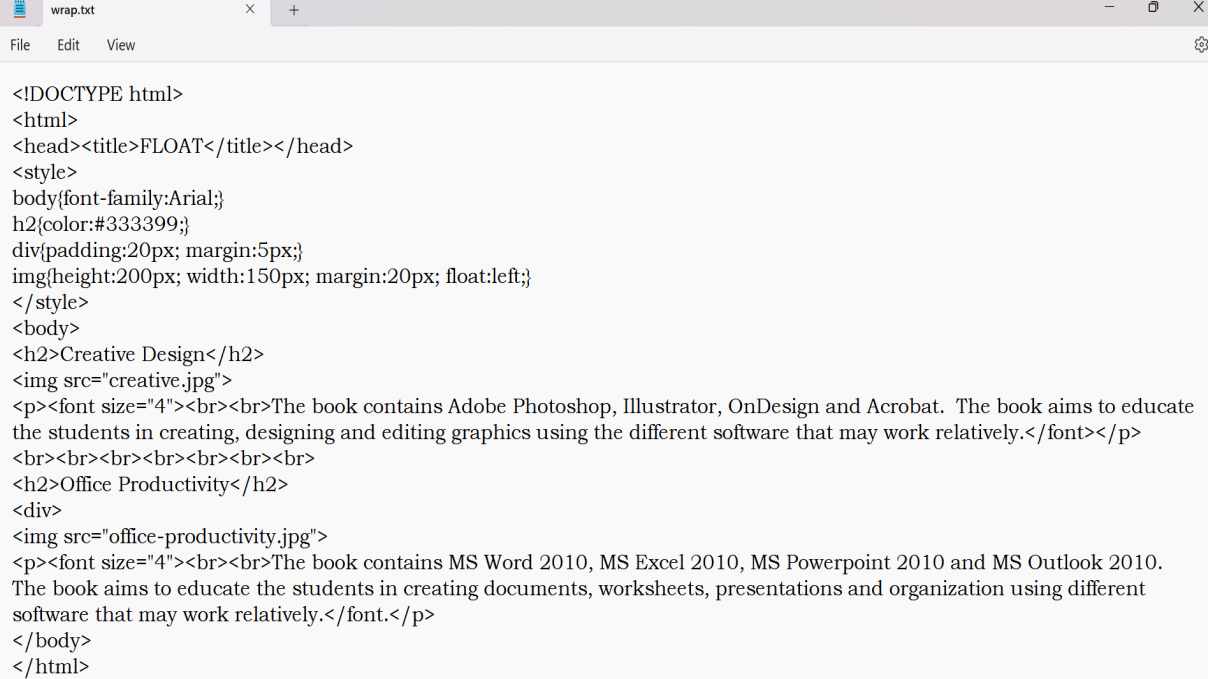 wrap.txt
File Edit View
<!DOCTYPE html>
<html>
<head><title>FLOAT</title></head>
<style>
body{font-family:Arial;}
h2{color:#333399;}
div{padding:20px; margin:5px;}
img{height:200px; width:150px; margin:20px; float:left;}
</style>
<body>
<h2>Creative Design</h2>
<img src="creative.jpg">
<p><font size="4"><br><br>The book contains Adobe Photoshop, Illustrator, OnDesign and Acrobat.  The book aims to educate
the students in creating, designing and editing graphics using the different software that may work relatively.</font></p>
<br><br><br><br><br><br><br>
<h2>Office Productivity</h2>
<div>
<img src="office-productivity.jpg">
<p><font size="4"><br><br>The book contains MS Word 2010, MS Excel 2010, MS Powerpoint 2010 and MS Outlook 2010.
The book aims to educate the students in creating documents, worksheets, presentations and organization using different
software that may work relatively.</font.</p>
</body>
</html>